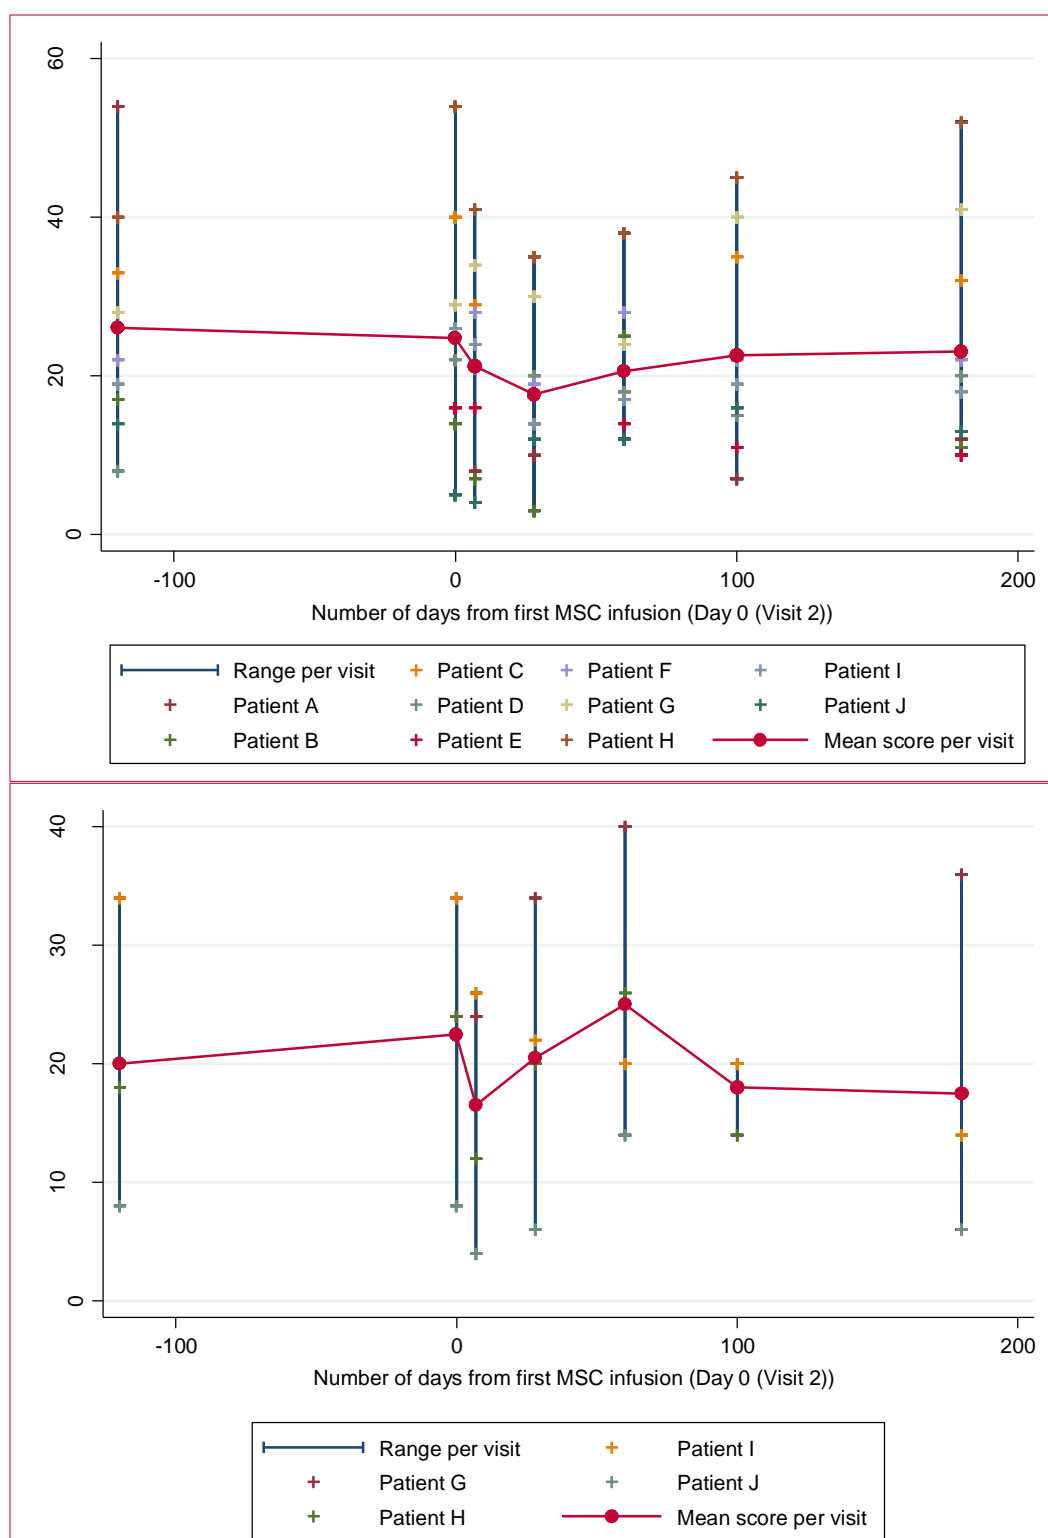 60
40
20
0
-100 0 100 200
Number of days from first MSC infusion (Day 0 (Visit 2))
Range per visit Patient C Patient F Patient I
Patient A Patient D Patient G Patient J
Patient B Patient E Patient H Mean score per visit
40
30
20
10
0
-100 0 100 200
Number of days from first MSC infusion (Day 0 (Visit 2))
Range per visit Patient I
Patient G Patient J
Patient H Mean score per visit